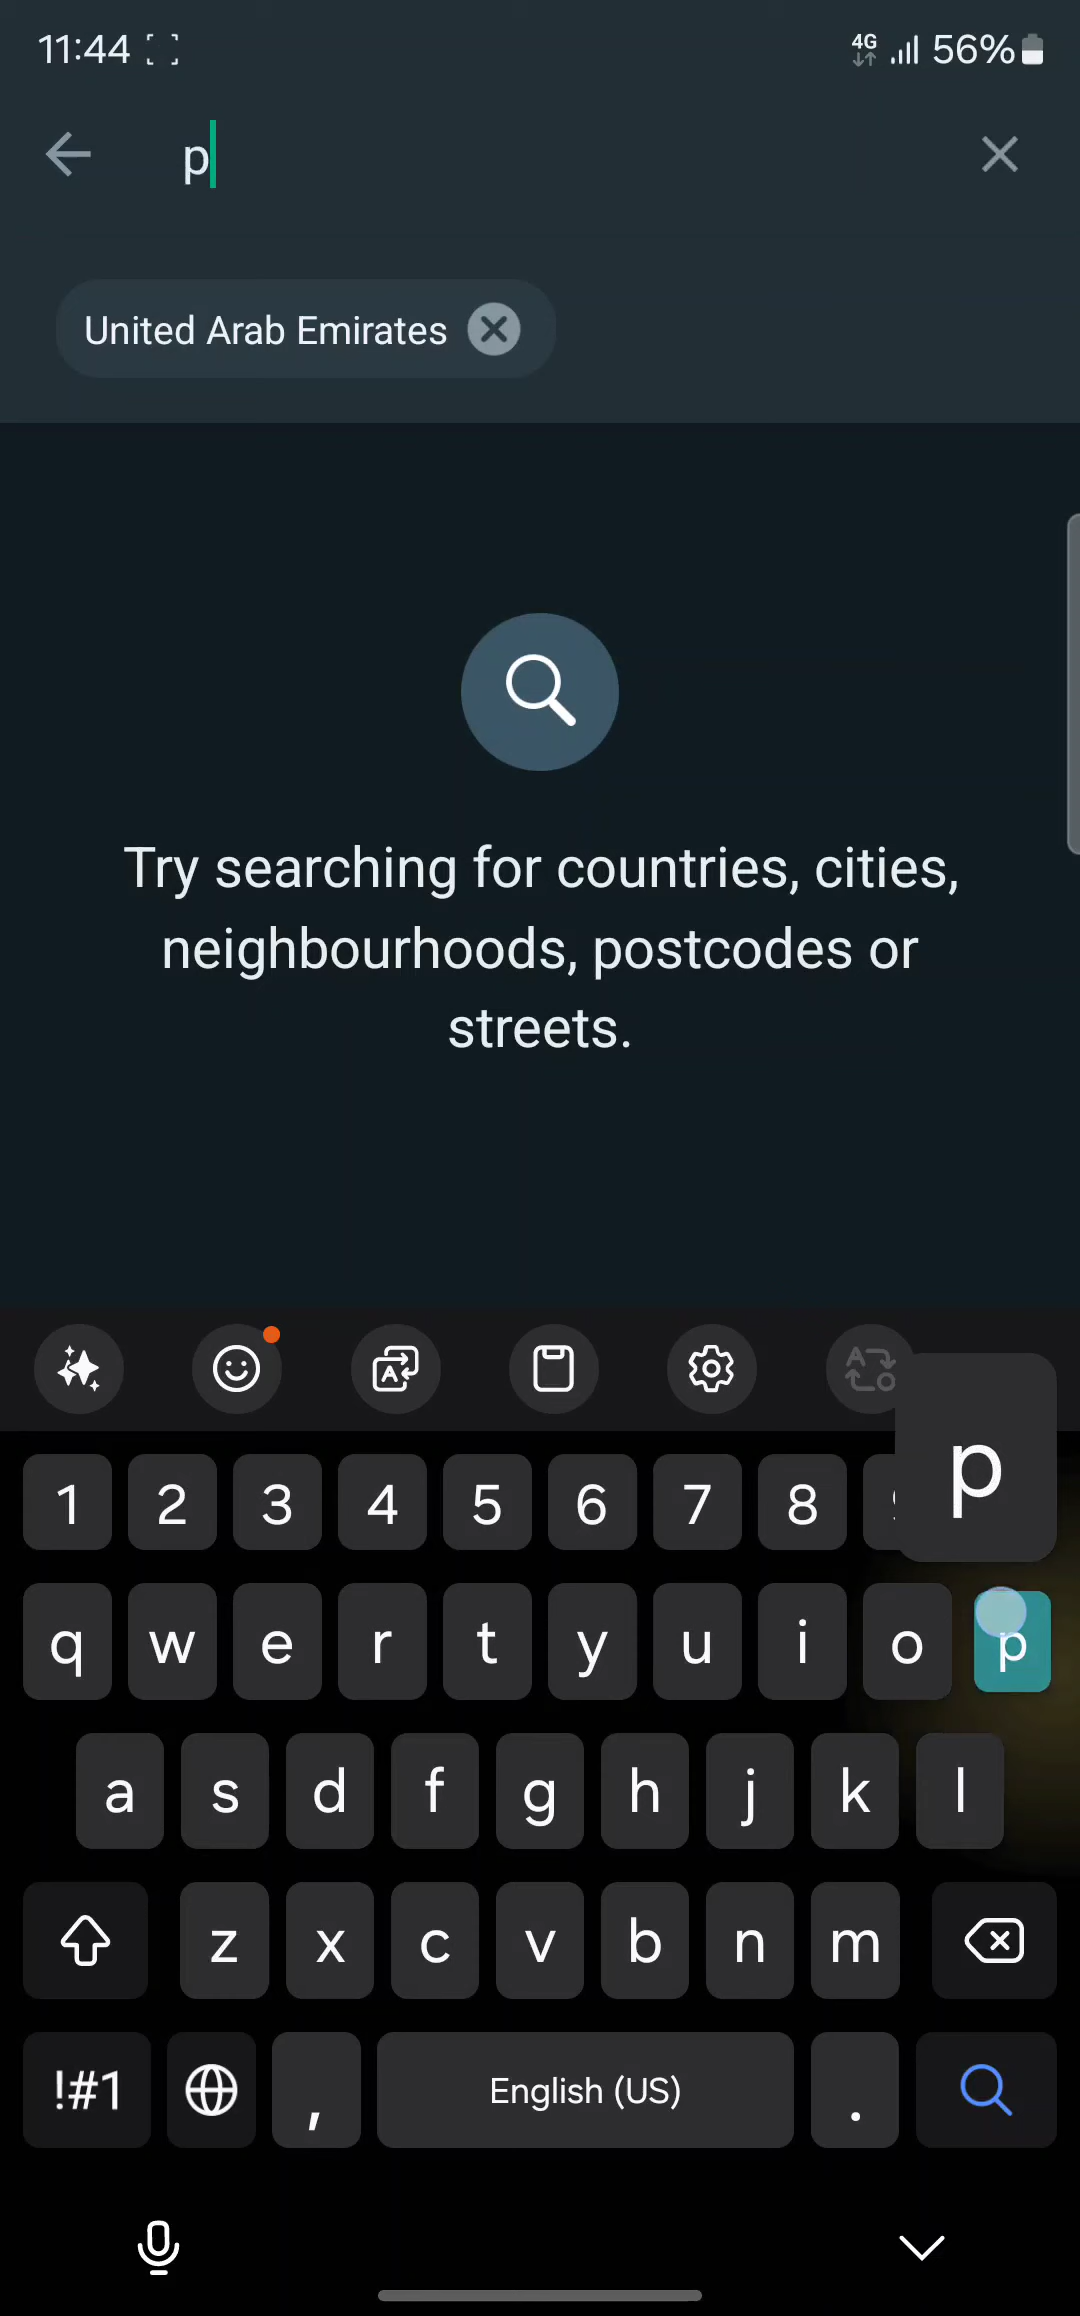 11:44
4G 56%
p
United Arab Emirates
Try searching for countries, cities,
neighbourhoods, postcodes or
streets.
p
1 2 3 4 5 6 7 8
q w e r t y u i o p
a s d f g h j k l
z x c v b n m
!#1 , English (US) .